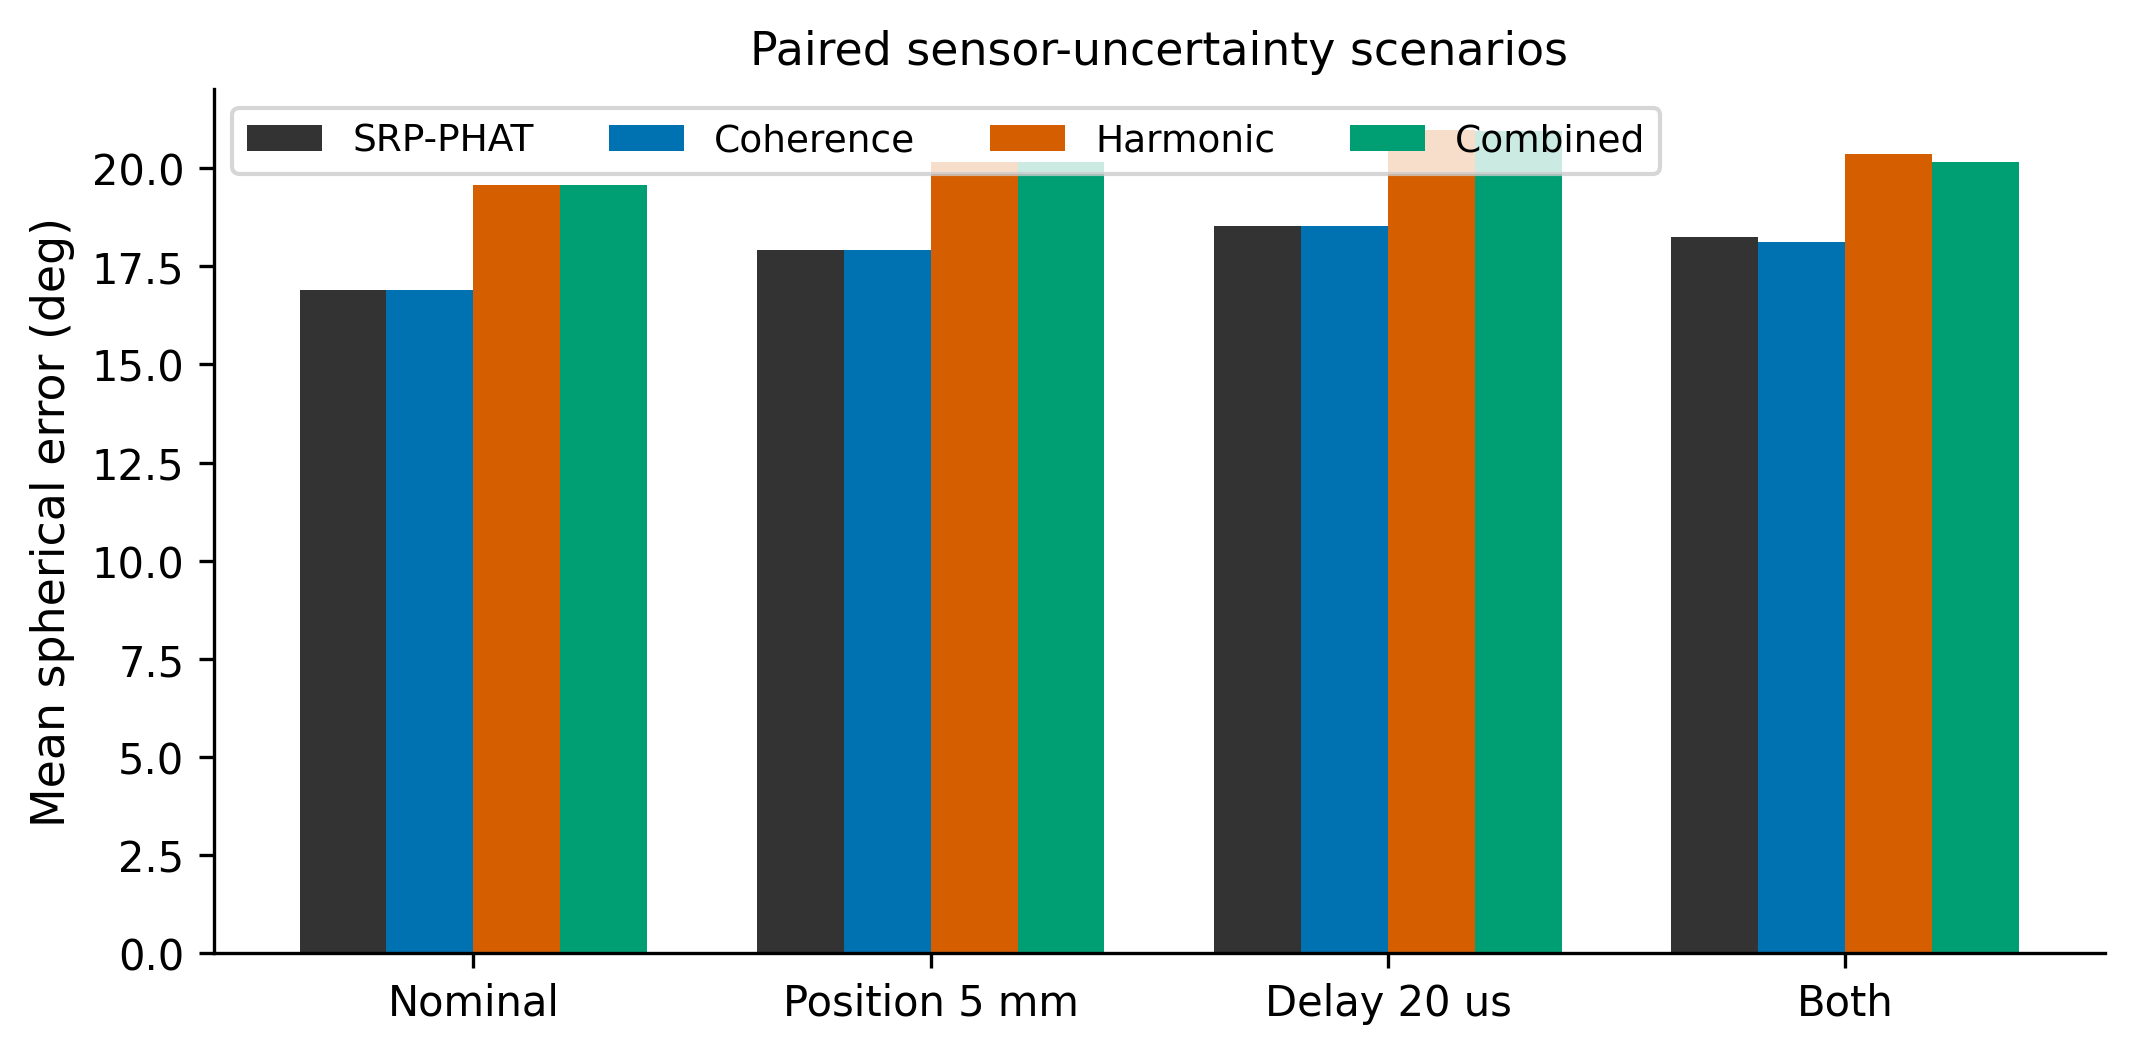 Paired sensor-uncertainty scenarios
SRP-PHAT Coherence Harmonic Combined
Mean spherical error (deg)
20.0
17.5
15.0
12.5
10.0
7.5
5.0
2.5
0.0
Nominal Position 5 mm Delay 20 us Both